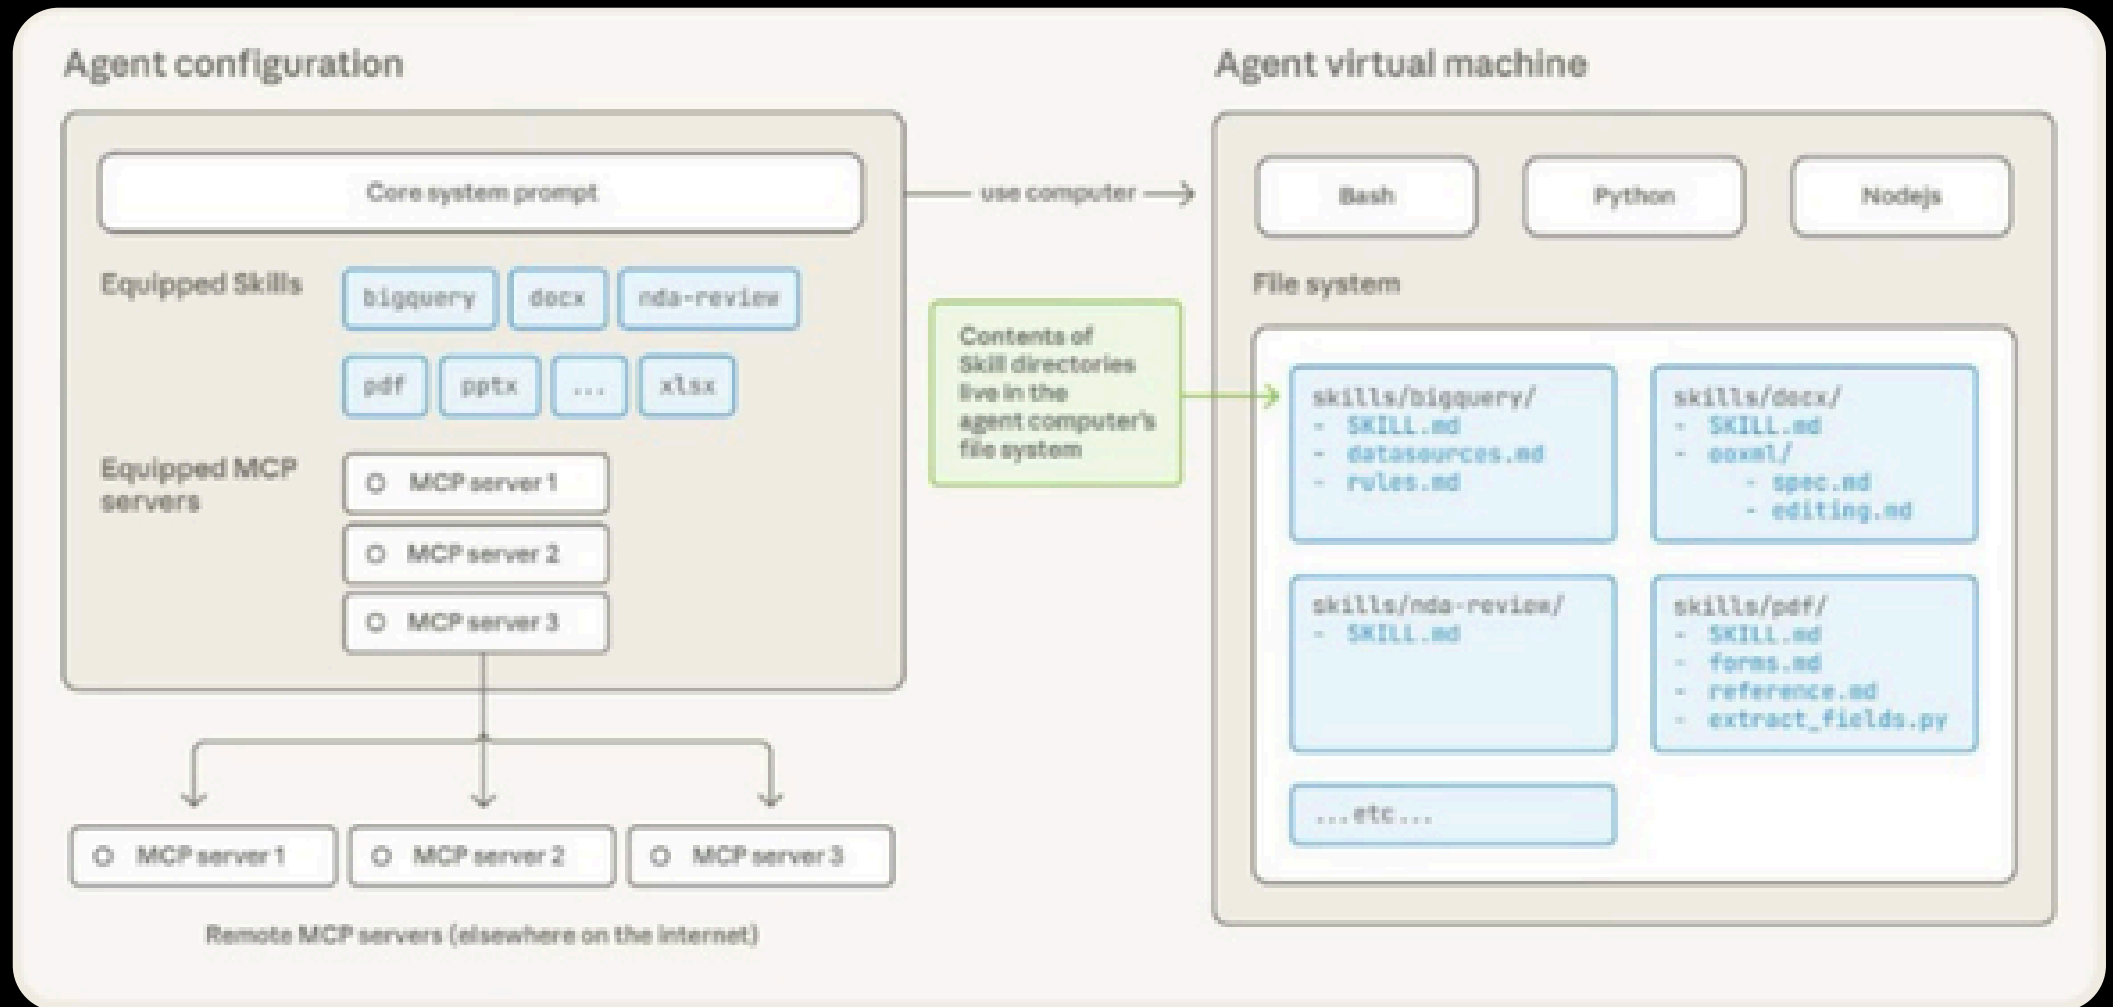 Agent configuration
Core system prompt
Equipped Skills
bigquery
docx
nda-review
pdf
pptx
...
xlsx
Equipped MCP
servers
MCP server 1
MCP server 2
MCP server 3
MCP server 1
MCP server 2
MCP server 3
Remote MCP servers (elsewhere on the internet)
use computer
Contents of
Skill directories
live in the
agent computer's
file system
Agent virtual machine
Bash
Python
Nodejs
File system
skills/bigquery/
- SKILL.md
- datasources.md
- rules.md
skills/docx/
- SKILL.md
- ooxml/
- spec.md
- editing.md
skills/nda-review/
- SKILL.md
skills/pdf/
- SKILL.md
- forms.md
- reference.md
- extract_fields.py
...etc...